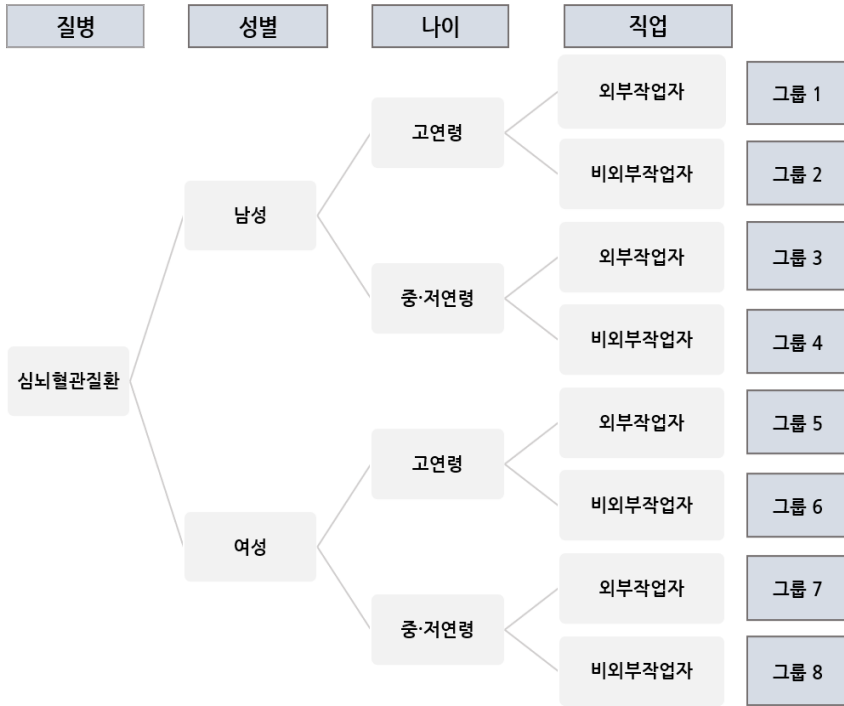 질병
성별
나이
직업
외부작업자
그룹 1
고연령
비외부작업자
그룹 2
남성
외부작업자
그룹 3
중·저연령
비외부작업자
그룹 4
심뇌혈관질환
외부작업자
그룹 5
고연령
비외부작업자
그룹 6
여성
외부작업자
그룹 7
중·저연령
비외부작업자
그룹 8